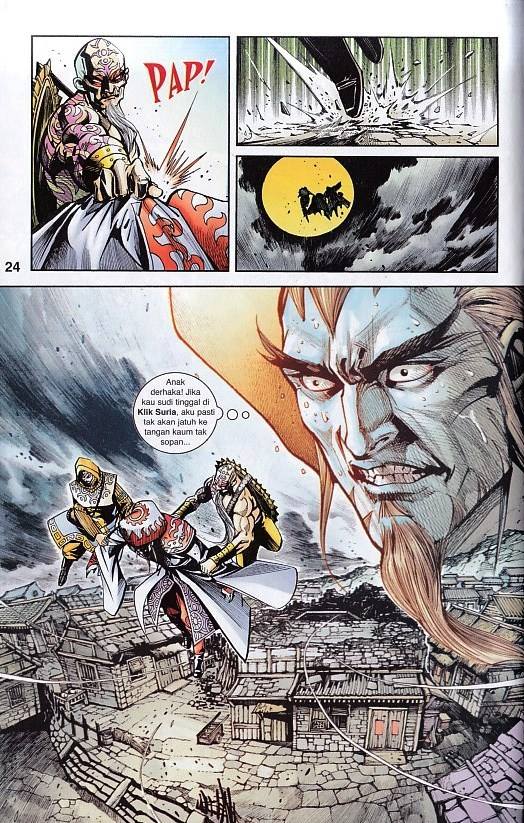 PAP!
24
Anak
derhaka! Jika
kau sudi tinggal di
Klik Suria, aku pasti
tak akan jatuh ke
tangan kaum tak
sopan...